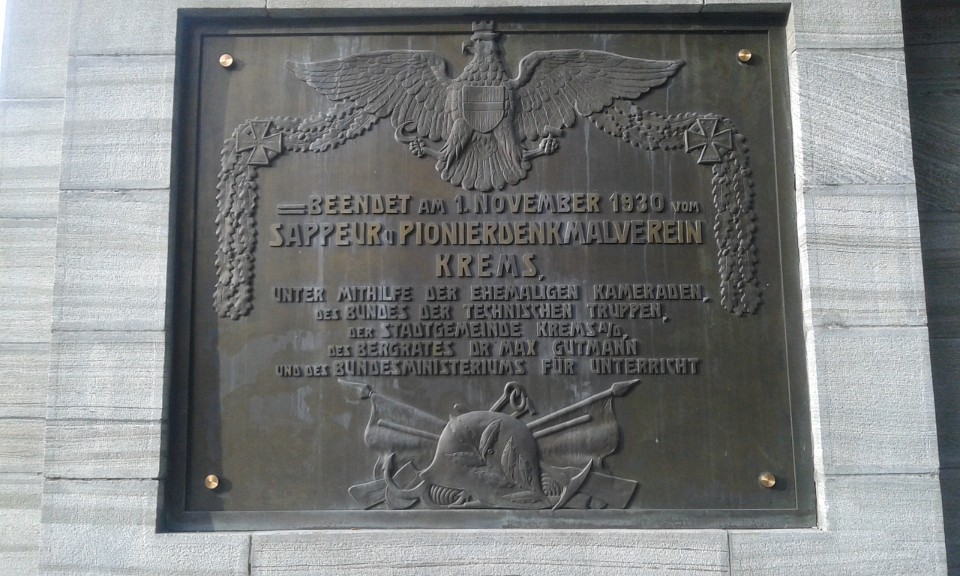 BEENDET AM 1. NOVEMBER 1930 VOM
SAPPEUR U PIONIERDENKMALVEREIN
KREMS,
UNTER MITHILFE DER EHEMALIGEN KAMERADEN,
DES BUNDES DER TECHNISCHEN TRUPPEN,
DER STADTGEMEINDE KREMS A/D,
DES BERGRATES DR MAX GUTMANN
UND DES BUNDESMINISTERIUMS FÜR UNTERRICHT